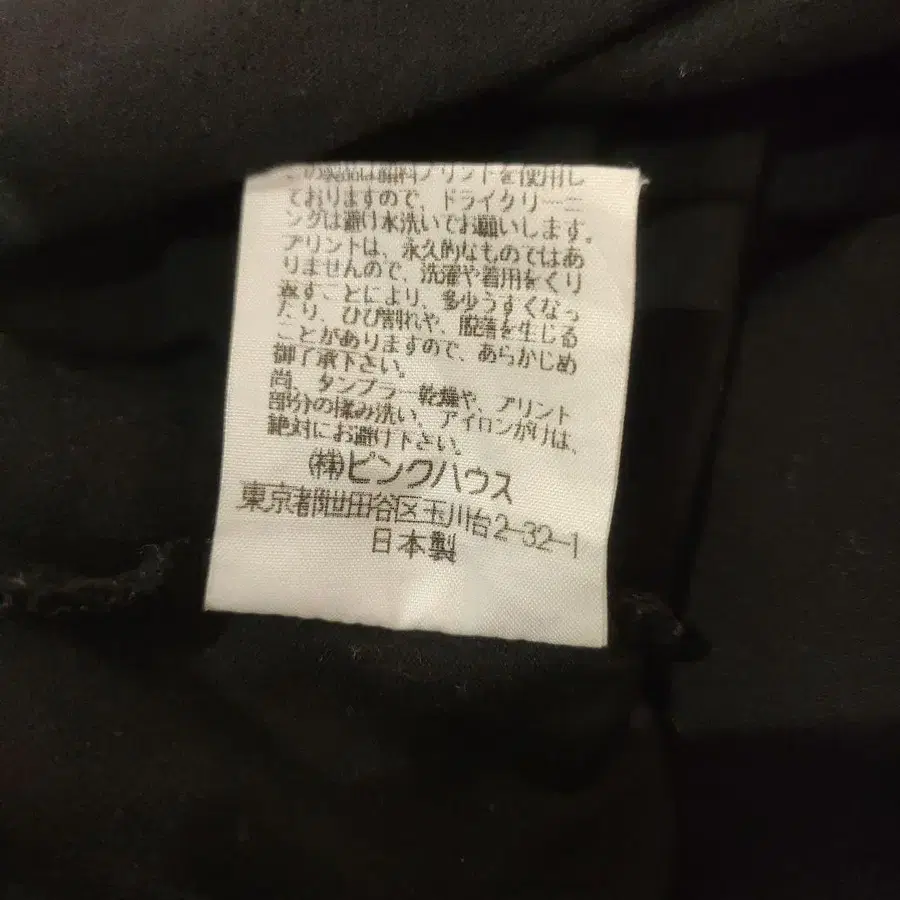 この製品は顔料プリントを使用し
ておりますので、ドライクリーニ
ングは避け水洗いでお願いします。
プリントは、永久的なものではあ
りませんので、洗濯や着用をくり
返す、とにより、多少うすくなっ
たり、ひび割れや、脱落を生じる
ことがありますので、あらかじめ
御了承下さい。
尚、タンブラー乾燥や、プリント
部分の揉み洗い、アイロンがけは、
絶対にお避け下さい。
(株)ピンクハウス
東京都世田谷区玉川台2-32-1
日本製